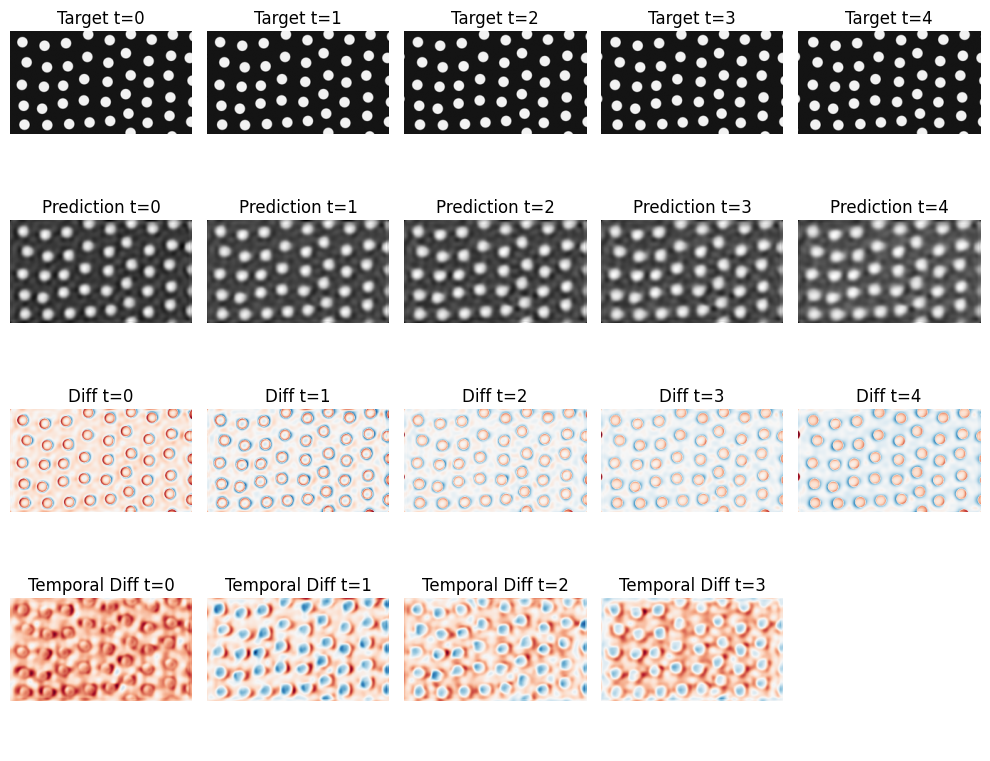 Target t=0 Target t=1 Target t=2 Target t=3 Target t=4
Prediction t=0 Prediction t=1 Prediction t=2 Prediction t=3 Prediction t=4
Diff t=0 Diff t=1 Diff t=2 Diff t=3 Diff t=4
Temporal Diff t=0 Temporal Diff t=1 Temporal Diff t=2 Temporal Diff t=3